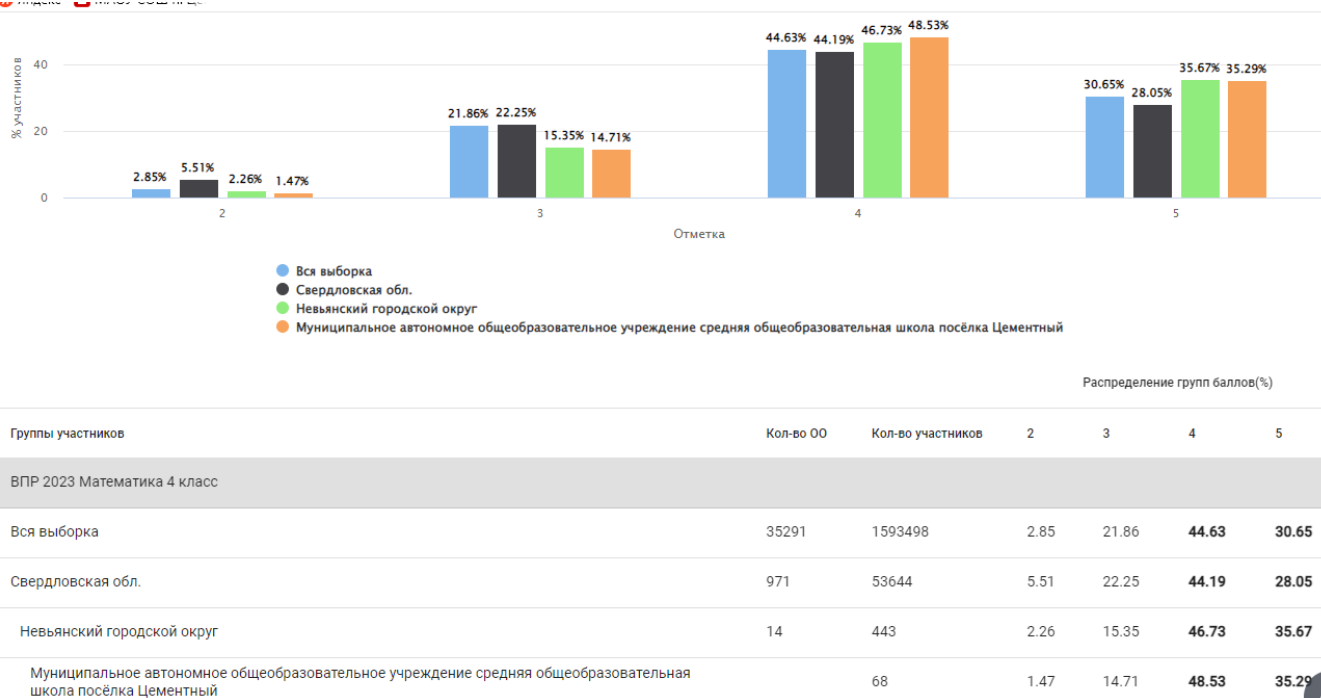 Яндекс
44.63% 44.19% 46.73% 48.53%
35.67% 35.29%
30.65% 28.05%
21.86% 22.25% 15.35% 14.71%
2.85% 5.51% 2.26% 1.47%
% участников
40
20
0
2 3 4 5
Отметка
Вся выборка
Свердловская обл.
Невьянский городской округ
Муниципальное автономное общеобразовательное учреждение средняя общеобразовательная школа посёлка Цементный
Распределение групп баллов(%)
Группы участников Кол-во ОО Кол-во участников 2 3 4 5
ВПР 2023 Математика 4 класс
Вся выборка 35291 1593498 2.85 21.86 44.63 30.65
Свердловская обл. 971 53644 5.51 22.25 44.19 28.05
Невьянский городской округ 14 443 2.26 15.35 46.73 35.67
Муниципальное автономное общеобразовательное учреждение средняя общеобразовательная
школа посёлка Цементный 68 1.47 14.71 48.53 35.29